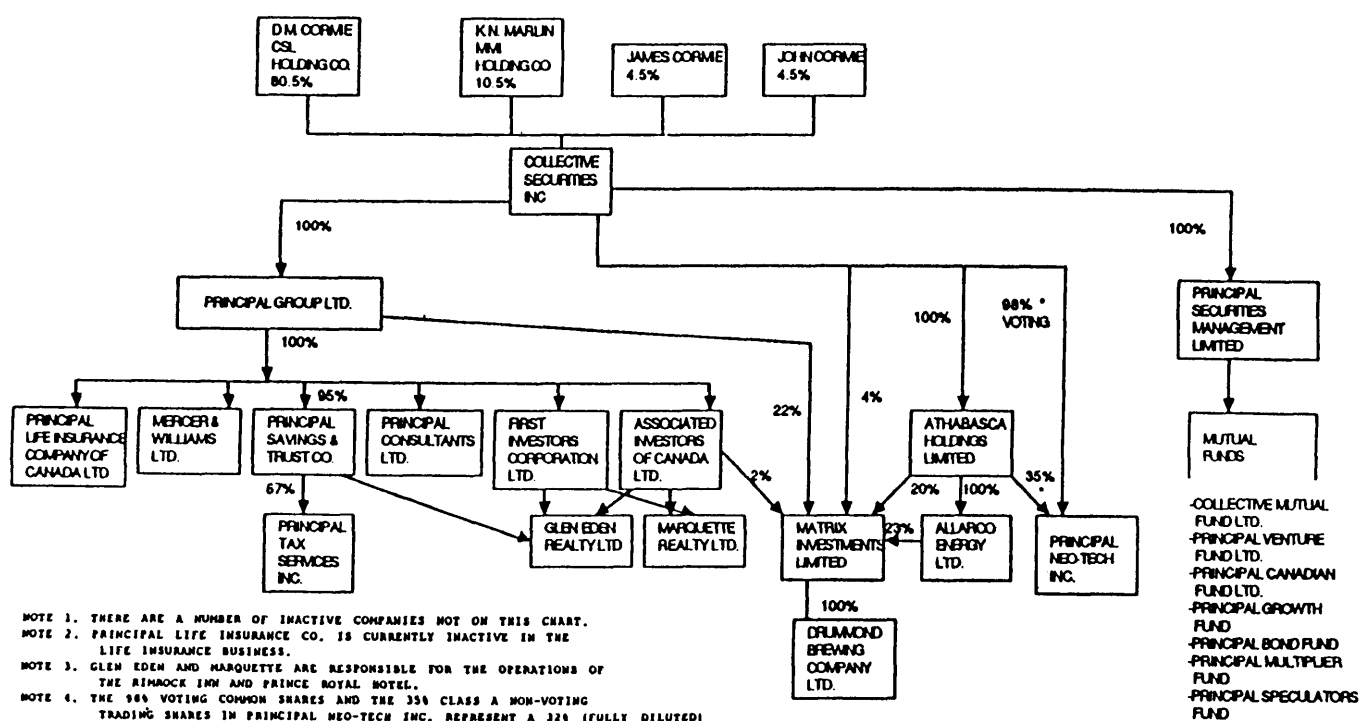 D.M. CORMIE
CSL
HOLDING CO.
80.5%
K.N. MARLIN
MMI
HOLDING CO
10.5%
JAMES CORMIE
4.5%
JOHN CORMIE
4.5%
COLLECTIVE
SECURITIES
INC
100%
100%
PRINCIPAL GROUP LTD.
PRINCIPAL
SECURITIES
MANAGEMENT
LIMITED
98% *
VOTING
100%
100%
95%
22%
4%
PRINCIPAL
LIFE INSURANCE
COMPANY OF
CANADA LTD
MERCER &
WILLIAMS
LTD.
PRINCIPAL
SAVINGS &
TRUST CO.
PRINCIPAL
CONSULTANTS
LTD.
FIRST
INVESTORS
CORPORATION
LTD.
ASSOCIATED
INVESTORS
OF CANADA LTD.
ATHABASCA
HOLDINGS
LIMITED
MUTUAL
FUNDS
67%
2%
20%
100%
35%
*
PRINCIPAL
TAX
SERVICES
INC.
GLEN EDEN
REALTY LTD
MARQUETTE
REALTY LTD.
MATRIX
INVESTMENTS
LIMITED
23%
ALLARCO
ENERGY
LTD.
PRINCIPAL
NEO-TECH
INC.
100%
DRUMMOND
BREWING
COMPANY
LTD.
-COLLECTIVE MUTUAL
FUND LTD.
-PRINCIPAL VENTURE
FUND LTD.
-PRINCIPAL CANADIAN
FUND LTD.
-PRINCIPAL GROWTH
FUND
-PRINCIPAL BOND FUND
-PRINCIPAL MULTIPLIER
FUND
-PRINCIPAL SPECULATORS
FUND
NOTE 1. THERE ARE A NUMBER OF INACTIVE COMPANIES NOT ON THIS CHART.
NOTE 2. PRINCIPAL LIFE INSURANCE CO. IS CURRENTLY INACTIVE IN THE
LIFE INSURANCE BUSINESS.
NOTE 3. GLEN EDEN AND MARQUETTE ARE RESPONSIBLE FOR THE OPERATIONS OF
THE RIMROCK INN AND PRINCE ROYAL HOTEL.
NOTE 4. THE 98% VOTING COMMON SHARES AND THE 35% CLASS A NON-VOTING
TRADING SHARES IN PRINCIPAL NEO-TECH INC. REPRESENT A 32% (FULLY DILUTED)